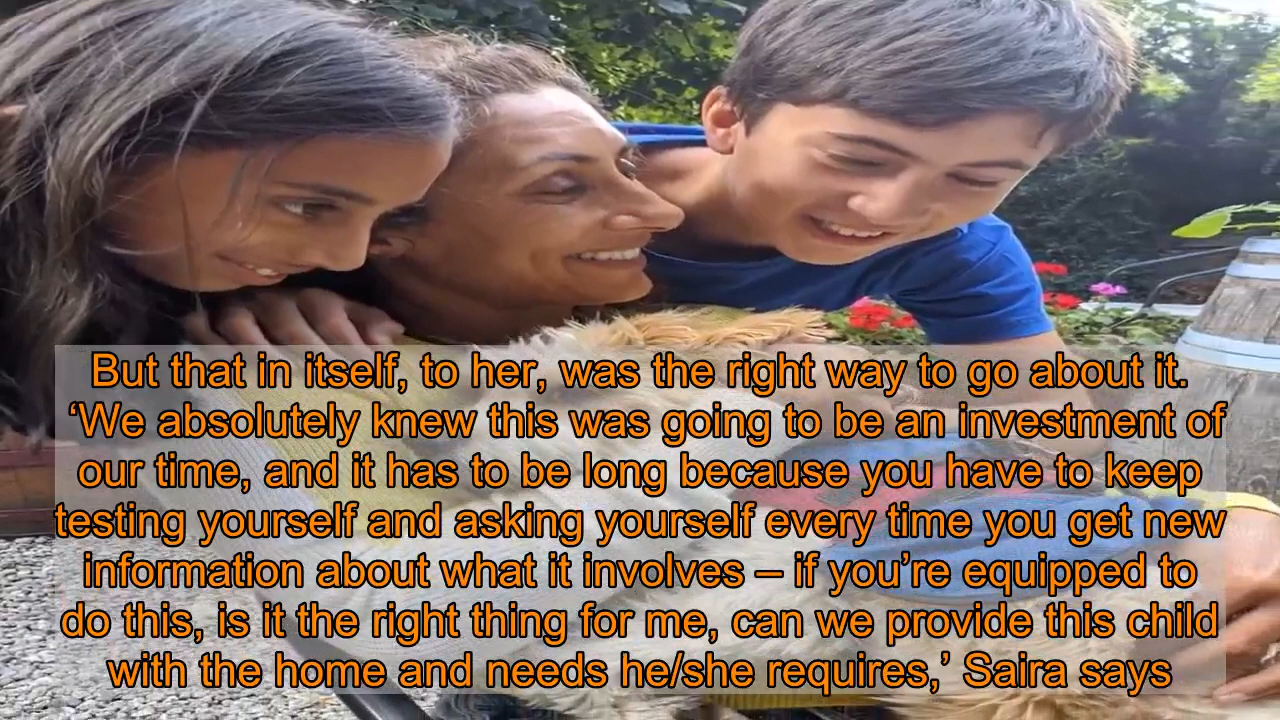 But that in itself, to her, was the right way to go about it.
‘We absolutely knew this was going to be an investment of
our time, and it has to be long because you have to keep
testing yourself and asking yourself every time you get new
information about what it involves – if you’re equipped to
do this, is it the right thing for me, can we provide this child
with the home and needs he/she requires,’ Saira says